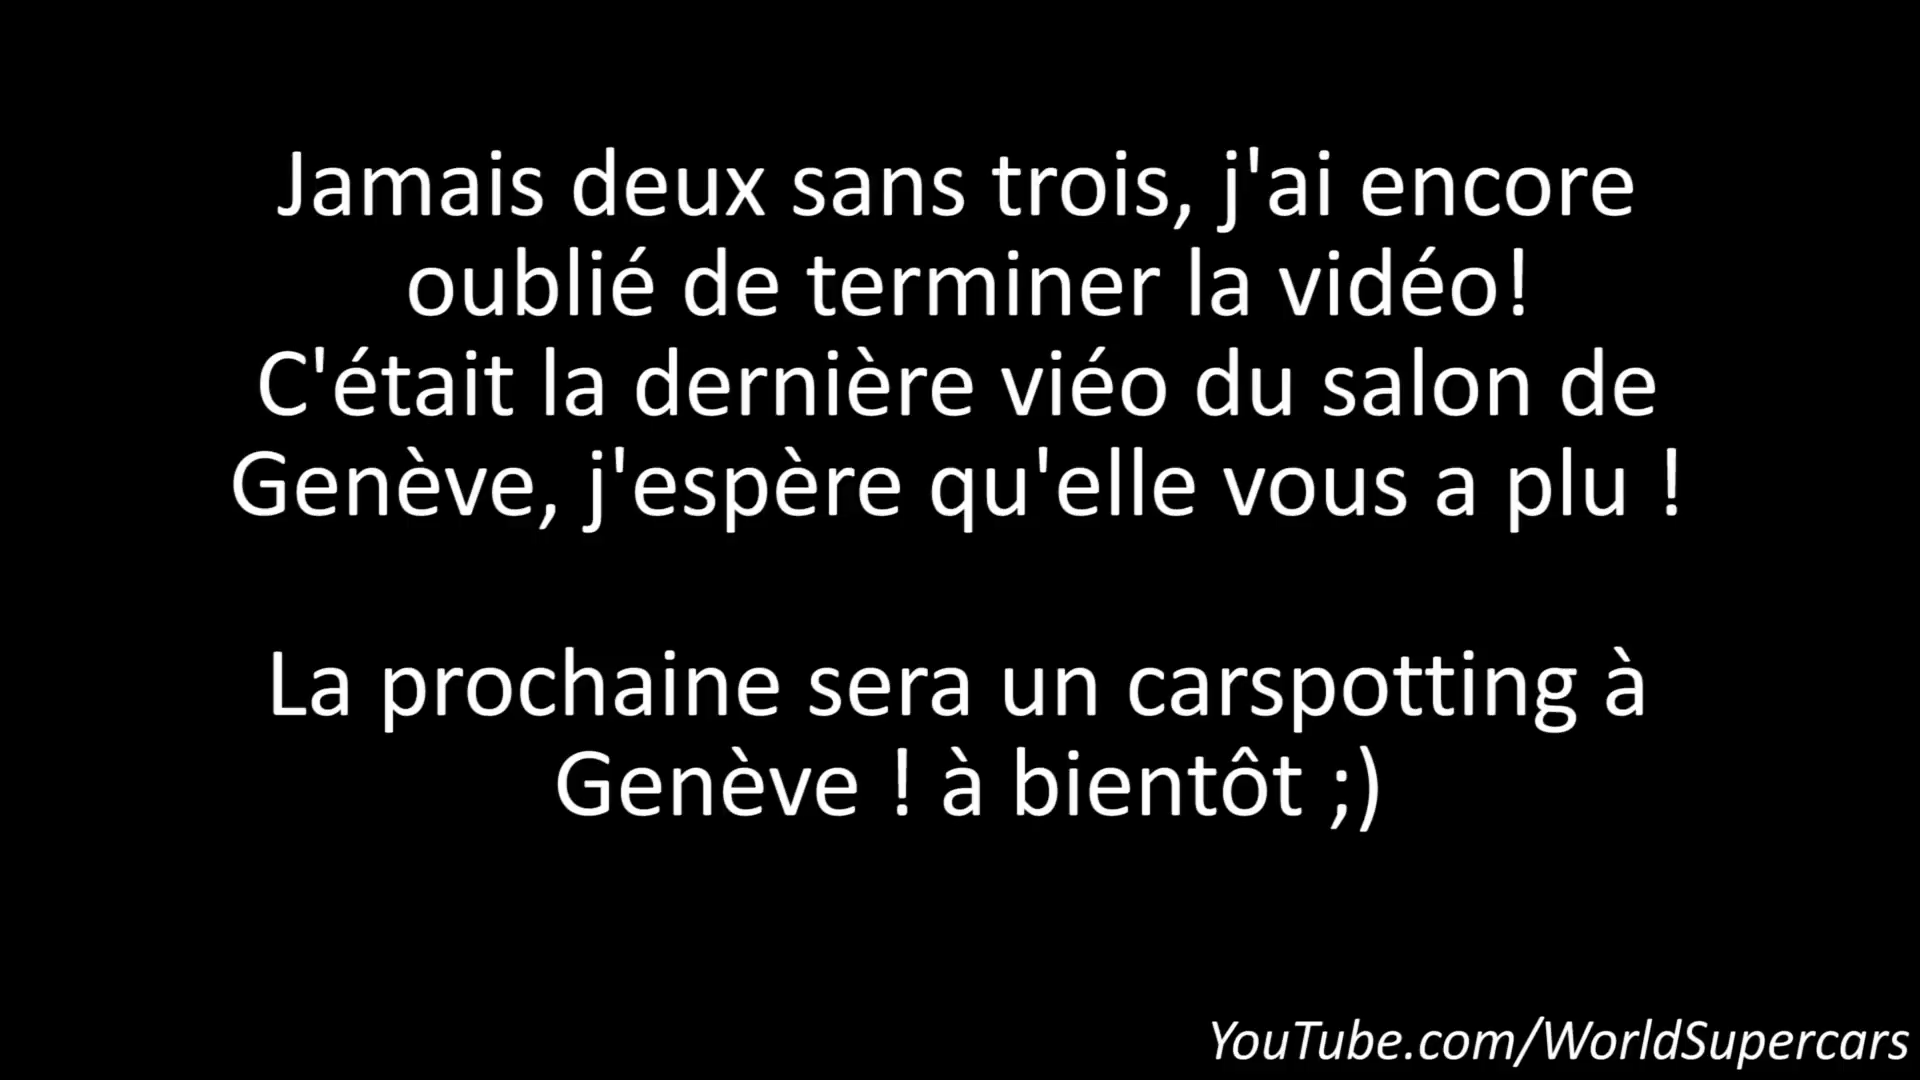 Jamais deux sans trois, j'ai encore
oublié de terminer la vidéo!
C'était la dernière viéo du salon de
Genève, j'espère qu'elle vous a plu !
La prochaine sera un carspotting à
Genève ! à bientôt ;)
YouTube.com/WorldSupercars